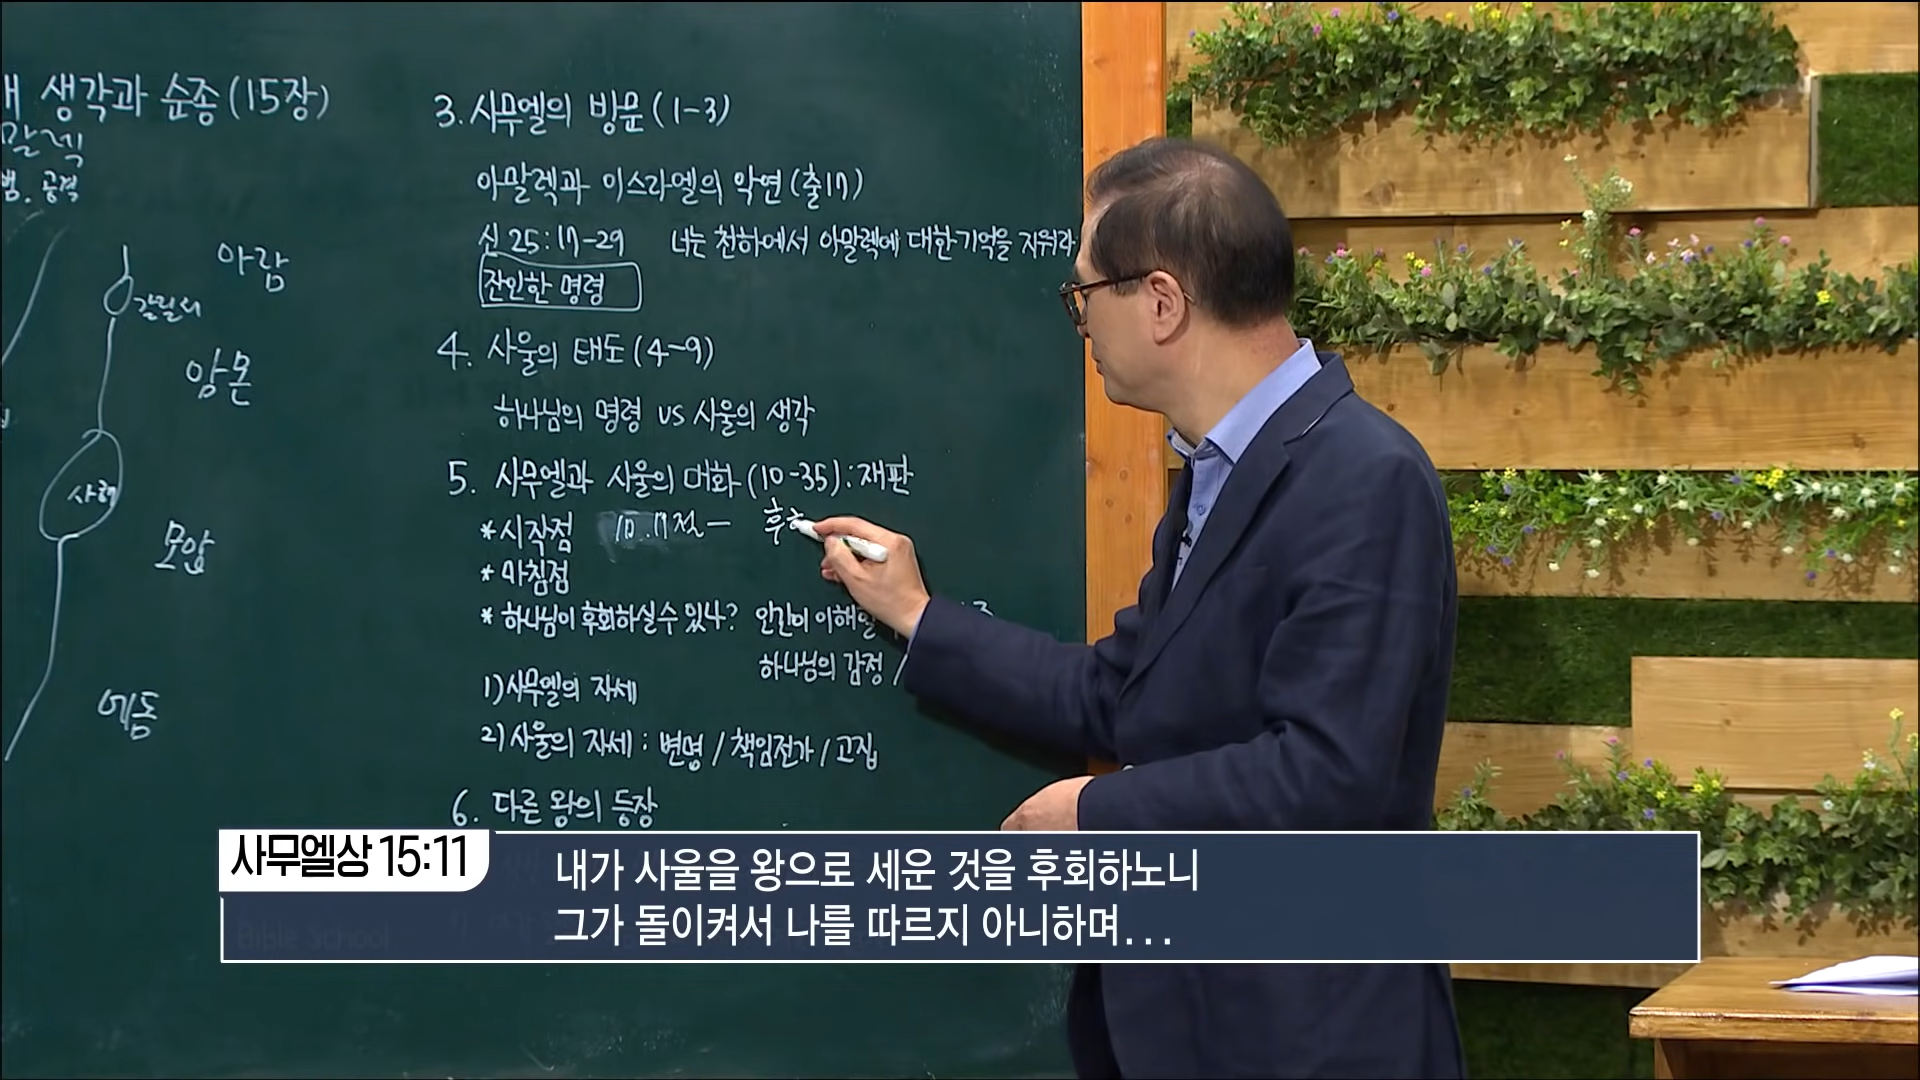 생각과 순종(15장)
말렉
공격
아람
갈릴리
암몬
사해
모압
에돔
3. 사무엘의 방문(1-3)
아말렉과 이스라엘의 악연(출17)
신 25:17-29 너는 천하에서 아말렉에 대한 기억을 지워라
잔인한 명령
4. 사울의 태도(4-9)
하나님의 명령 vs 사울의 생각
5. 사무엘과 사울의 대화(10-35):재판
*시작점 10.11절-
*마침점
*하나님이 후회하실 수 있나? 인간이 이해할
하나님의 감정 /
1)사무엘의 자세
2)사울의 자세: 변명/책임전가/고집
6. 다른 왕의 등장
사무엘상 15:11
내가 사울을 왕으로 세운 것을 후회하노니
그가 돌이켜서 나를 따르지 아니하며...
Bible School